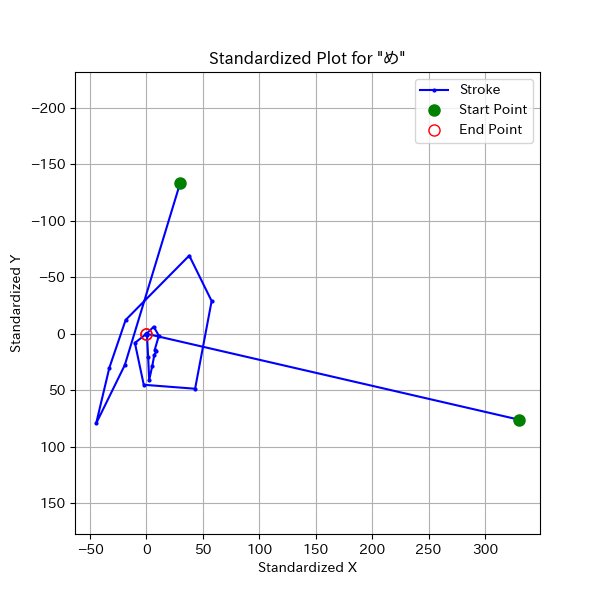 Standardized Plot for "め"
Stroke
Start Point
End Point
Standardized Y
−200
−150
−100
−50
0
50
100
150
−50 0 50 100 150 200 250 300
Standardized X